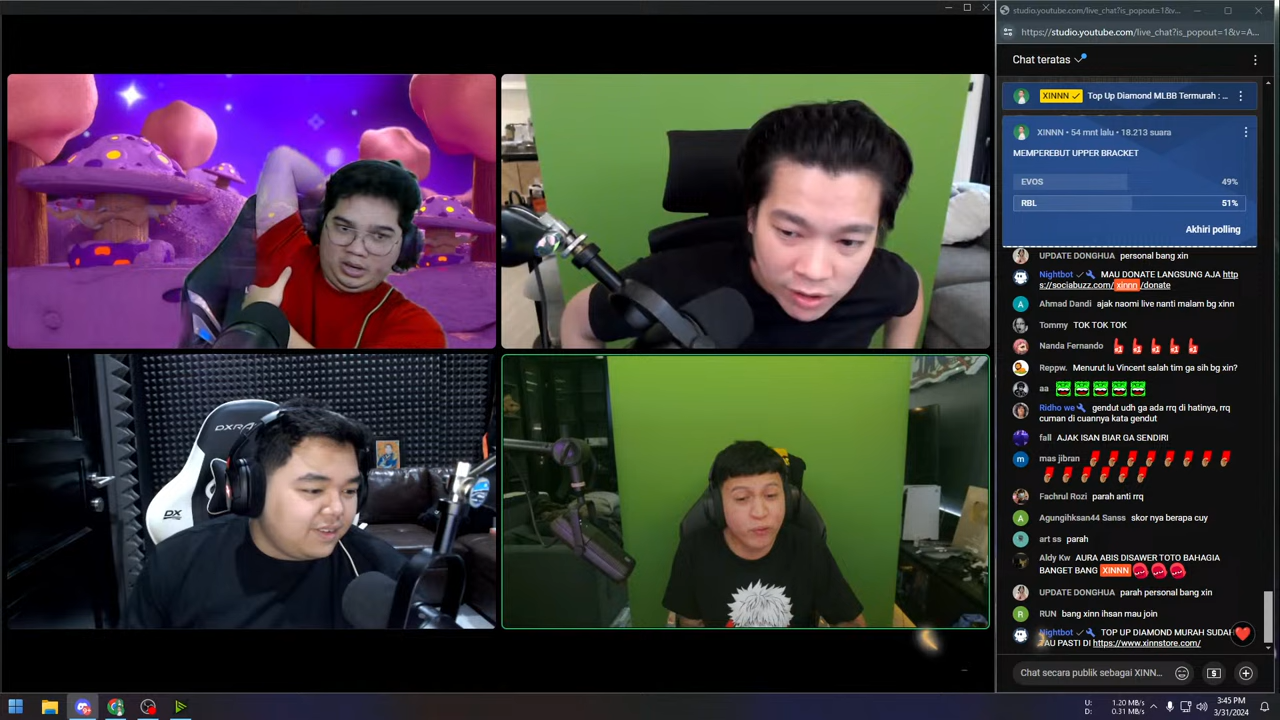 studio.youtube.com/live_chat?is_popout=1&v...
https://studio.youtube.com/live_chat?is_popout=1&v=A...
Chat teratas
XINNN Top Up Diamond MLBB Termurah : ...
XINNN • 54 mnt lalu • 18.213 suara
MEMPEREBUT UPPER BRACKET
EVOS 49%
RBL 51%
Akhiri polling
UPDATE DONGHUA personal bang xin
Nightbot MAU DONATE LANGSUNG AJA http
s://sociabuzz.com/ xinnn /donate
Ahmad Dandi ajak naomi live nanti malam bg xinn
Tommy TOK TOK TOK
Nanda Fernando
Reppw. Menurut lu Vincent salah tim ga sih bg xin?
aa
Ridho we gendut udh ga ada rrq di hatinya, rrq
cuman di cuannya kata gendut
fall AJAK ISAN BIAR GA SENDIRI
mas jibran
Fachrul Rozi parah anti rrq
Agungihksan44 Sanss skor nya berapa cuy
art ss parah
Aldy Kw AURA ABIS DISAWER TOTO BAHAGIA
BANGET BANG XINNN
UPDATE DONGHUA parah personal bang xin
RUN bang xinn ihsan mau join
Nightbot TOP UP DIAMOND MURAH SUDAH
TAU PASTI DI https://www.xinnstore.com/
Chat secara publik sebagai XINN...
DXRA
DX
U: 1.20 MB/s
D: 0.31 MB/s
3:45 PM
3/31/2024